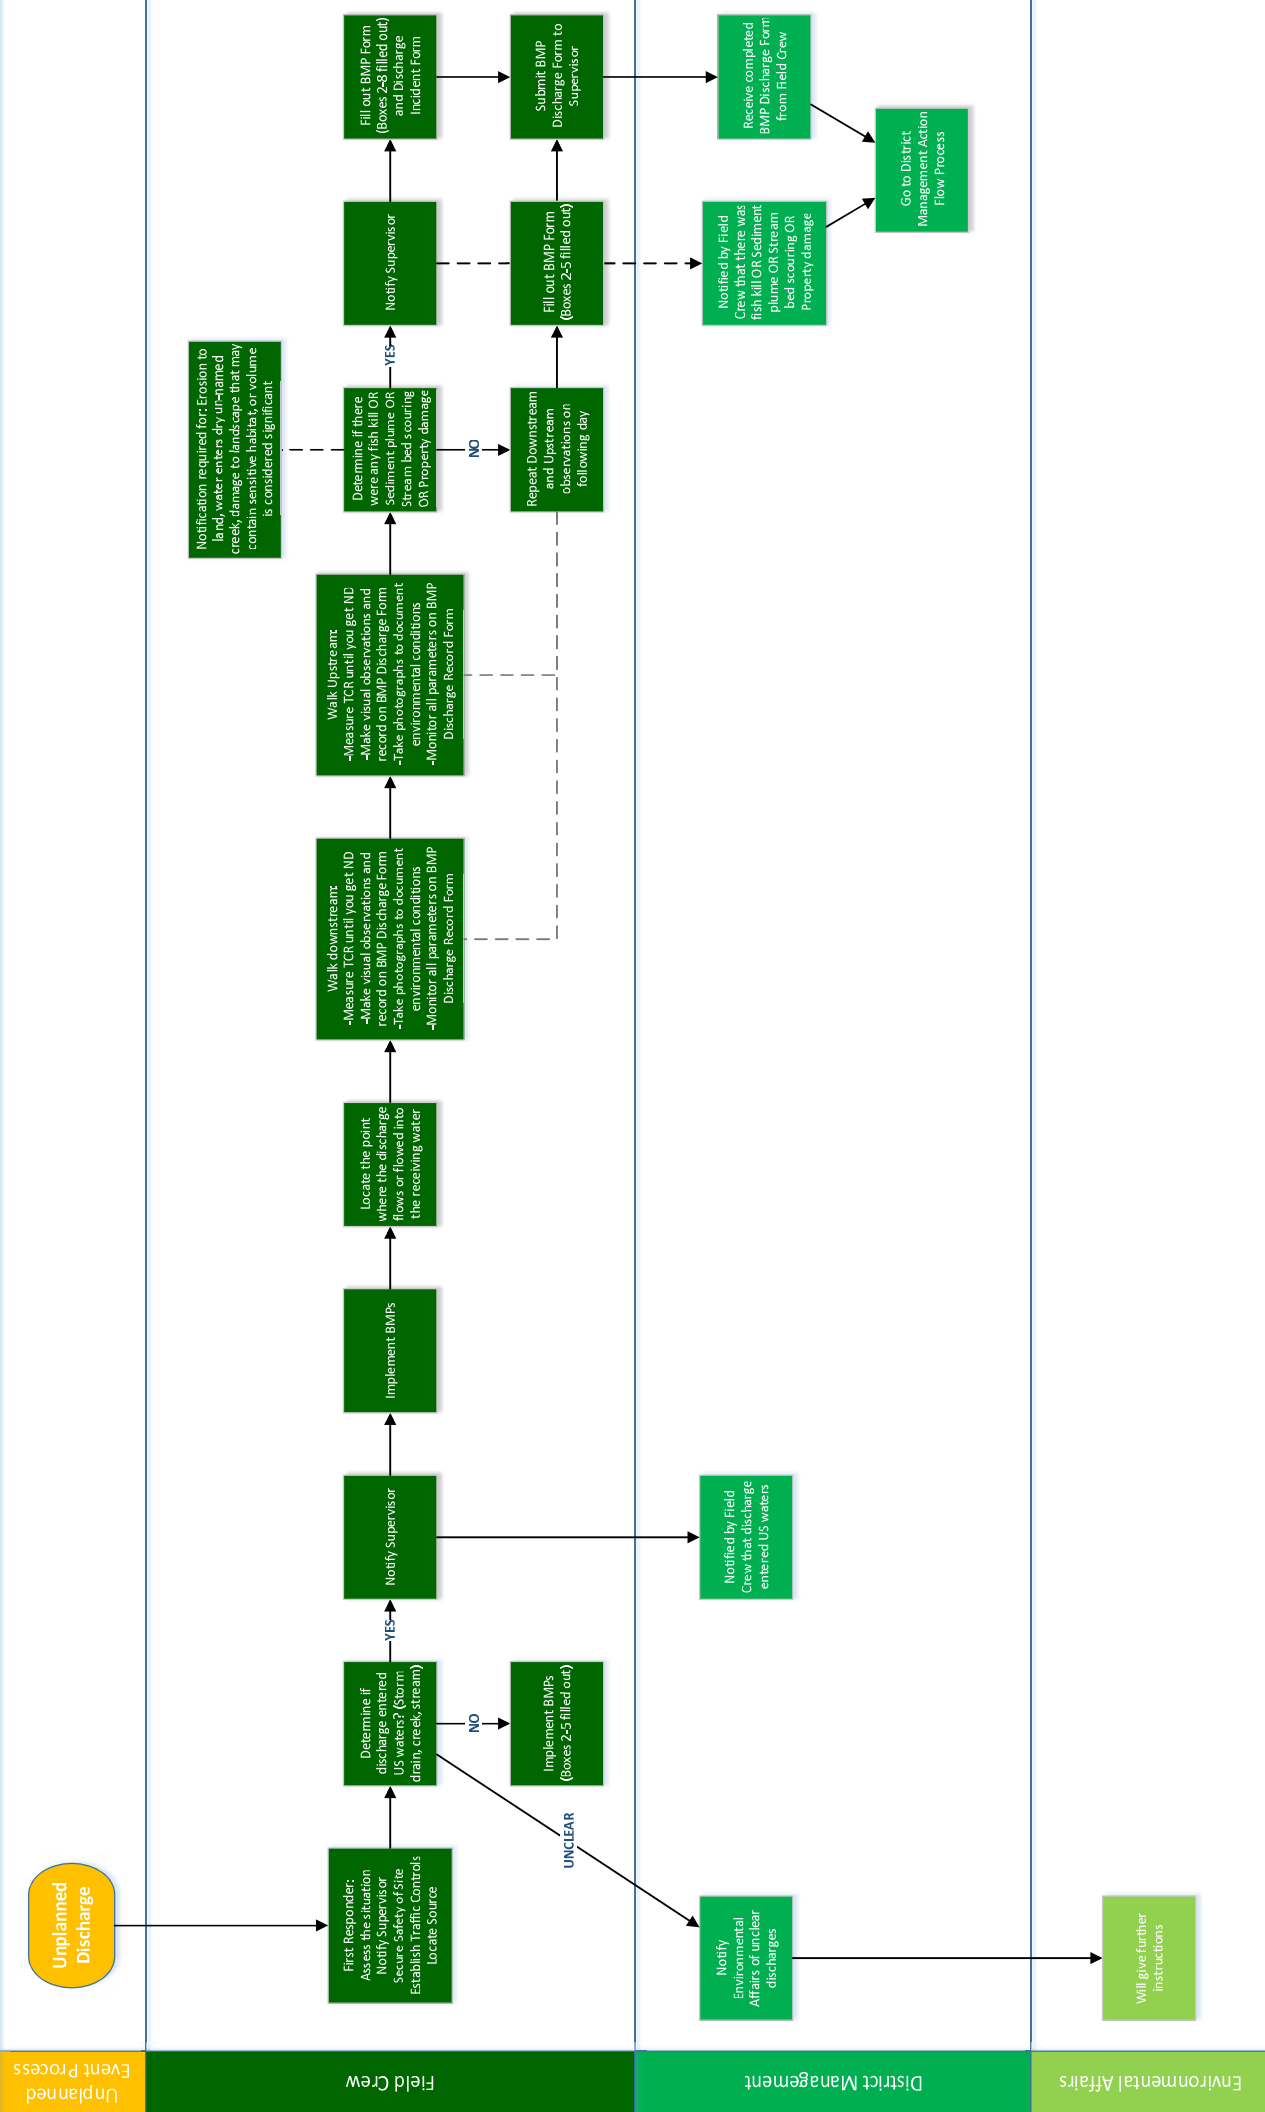 Unplanned
Event Process
Unplanned
Discharge
Field Crew
First Responder:
Assess the situation
Notify Supervisor
Secure Safety of Site
Establish Traffic Controls
Locate Source
Determine if
discharge entered
US waters? (Storm
drain, creek, stream)
YES
NO
UNCLEAR
Implement BMPs
(Boxes 2-5 filled out)
Notify Supervisor
Implement BMPs
Locate the point
where the discharge
flows or flowed into
the receiving water
Walk downstream:
-Measure TCR until you get ND
-Make visual observations and
record on BMP Discharge Form
-Take photographs to document
environmental conditions
-Monitor all parameters on BMP
Discharge Record Form
Walk Upstream:
-Measure TCR until you get ND
-Make visual observations and
record on BMP Discharge Form
-Take photographs to document
environmental conditions
-Monitor all parameters on BMP
Discharge Record Form
Notification required for: Erosion to
land, water enters dry un-named
creek, damage to landscape that may
contain sensitive habitat, or volume
is considered significant
Determine if there
were any fish kill OR
Sediment plume OR
Stream bed scouring
OR Property damage
YES
NO
Repeat Downstream
and Upstream
observations on
following day
Notify Supervisor
Fill out BMP Form
(Boxes 2-5 filled out)
Fill out BMP Form
(Boxes 2-8 filled out)
and Discharge
Incident Form
Submit BMP
Discharge Form to
Supervisor
District Management
Notify
Environmental
Affairs of unclear
discharges
Notified by Field
Crew that discharge
entered US waters
Notified by Field
Crew that there was
fish kill OR Sediment
plume OR Stream
bed scouring OR
Property damage
Receive completed
BMP Discharge Form
from Field Crew
Go to District
Management Action
Flow Process
Environmental Affairs
Will give further
instructions